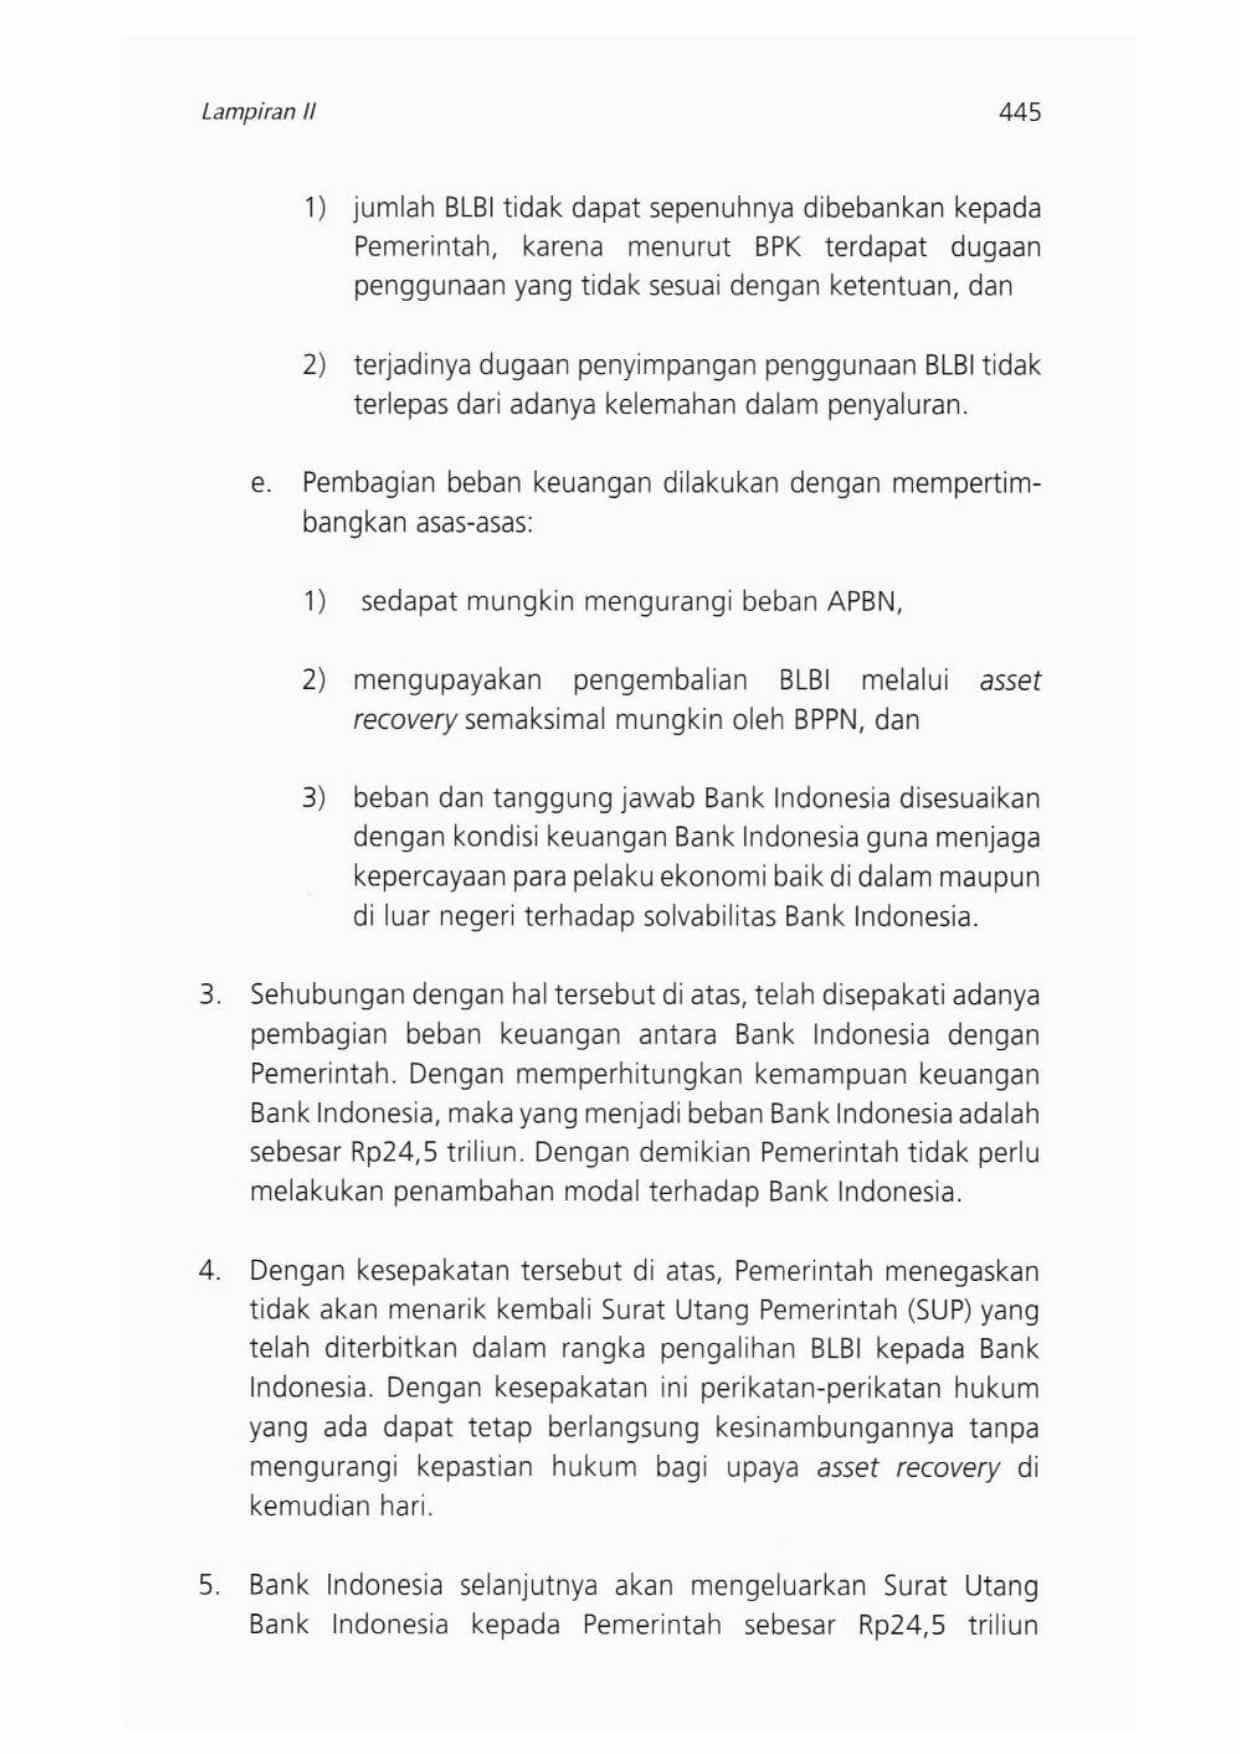 Lampiran II 445
1) jumlah BLBI tidak dapat sepenuhnya dibebankan kepada
Pemerintah, karena menurut BPK terdapat dugaan
penggunaan yang tidak sesuai dengan ketentuan, dan
2) terjadinya dugaan penyimpangan penggunaan BLBI tidak
terlepas dari adanya kelemahan dalam penyaluran.
e. Pembagian beban keuangan dilakukan dengan mempertim-
bangkan asas-asas:
1) sedapat mungkin mengurangi beban APBN,
2) mengupayakan pengembalian BLBI melalui asset
recovery semaksimal mungkin oleh BPPN, dan
3) beban dan tanggung jawab Bank Indonesia disesuaikan
dengan kondisi keuangan Bank Indonesia guna menjaga
kepercayaan para pelaku ekonomi baik di dalam maupun
di luar negeri terhadap solvabilitas Bank Indonesia.
3. Sehubungan dengan hal tersebut di atas, telah disepakati adanya
pembagian beban keuangan antara Bank Indonesia dengan
Pemerintah. Dengan memperhitungkan kemampuan keuangan
Bank Indonesia, maka yang menjadi beban Bank Indonesia adalah
sebesar Rp24,5 triliun. Dengan demikian Pemerintah tidak perlu
melakukan penambahan modal terhadap Bank Indonesia.
4. Dengan kesepakatan tersebut di atas, Pemerintah menegaskan
tidak akan menarik kembali Surat Utang Pemerintah (SUP) yang
telah diterbitkan dalam rangka pengalihan BLBI kepada Bank
Indonesia. Dengan kesepakatan ini perikatan-perikatan hukum
yang ada dapat tetap berlangsung kesinambungannya tanpa
mengurangi kepastian hukum bagi upaya asset recovery di
kemudian hari.
5. Bank Indonesia selanjutnya akan mengeluarkan Surat Utang
Bank Indonesia kepada Pemerintah sebesar Rp24,5 triliun